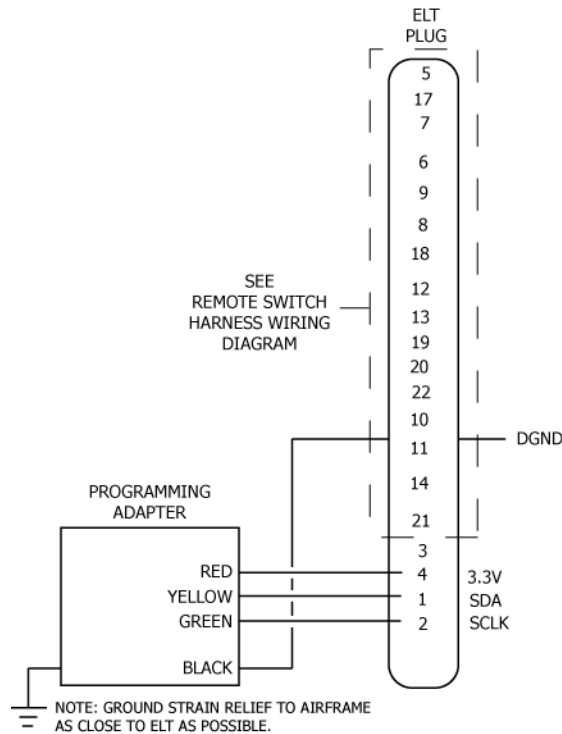 ELT
PLUG
5
17
7
6
9
8
18
12
13
19
20
22
10
11
14
21
3
4
1
2
SEE
REMOTE SWITCH
HARNESS WIRING
DIAGRAM
DGND
PROGRAMMING
ADAPTER
RED
YELLOW
GREEN
BLACK
3.3V
SDA
SCLK
NOTE: GROUND STRAIN RELIEF TO AIRFRAME
AS CLOSE TO ELT AS POSSIBLE.